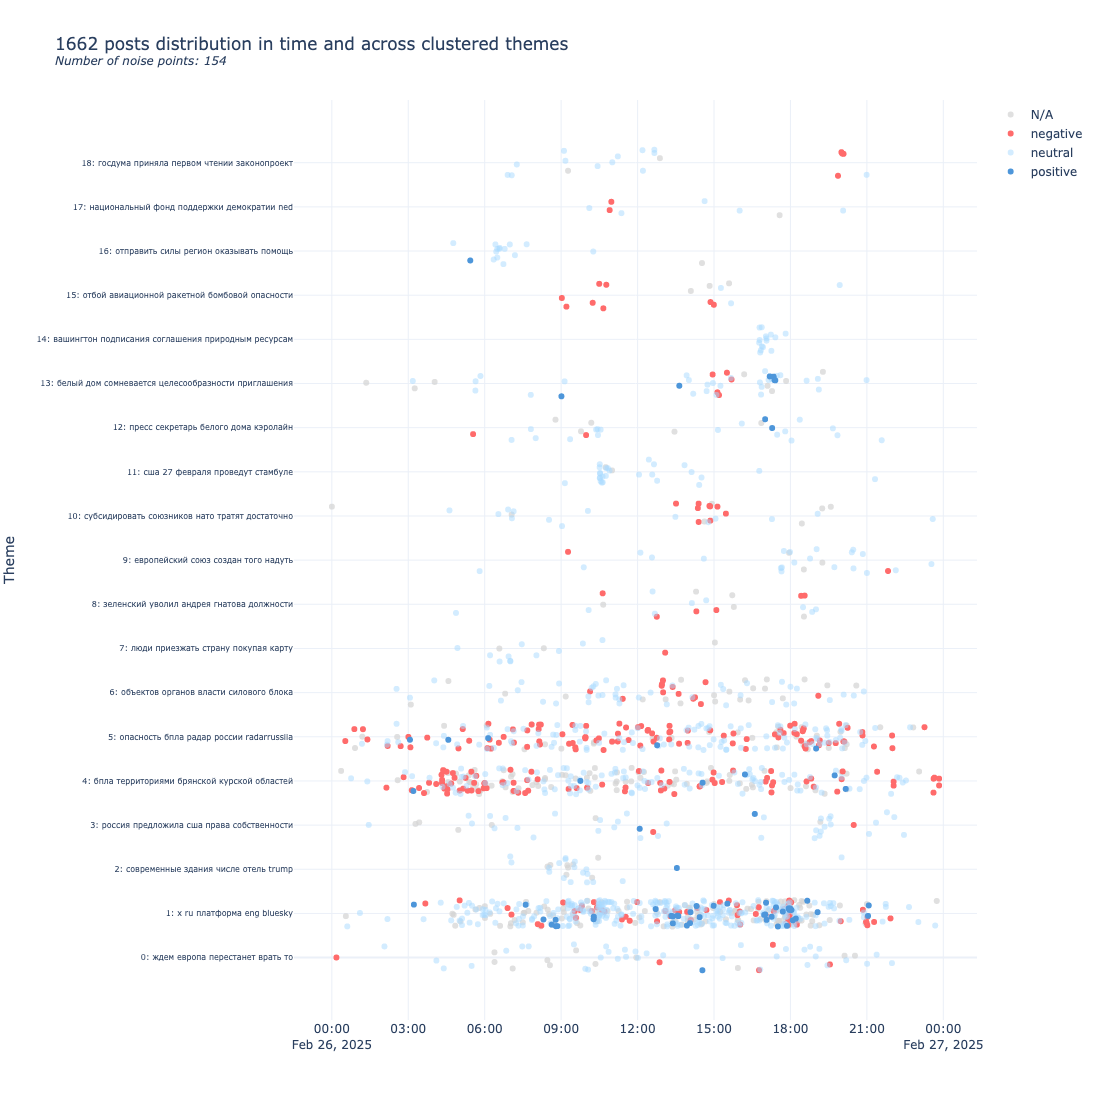 1662 posts distribution in time and across clustered themes
Number of noise points: 154
N/A
negative
neutral
positive
Theme
18: госдума приняла первом чтении законопроект
17: национальный фонд поддержки демократии ned
16: отправить силы регион оказывать помощь
15: отбой авиационной ракетной бомбовой опасности
14: вашингтон подписания соглашения природным ресурсам
13: белый дом сомневается целесообразности приглашения
12: пресс секретарь белого дома кэролайн
11: сша 27 февраля проведут стамбуле
10: субсидировать союзников нато тратят достаточно
9: европейский союз создан того надуть
8: зеленский уволил андрея гнатова должности
7: люди приезжать страну покупая карту
6: объектов органов власти силового блока
5: опасность бпла радар россии radarrussiia
4: бпла территориями брянской курской областей
3: россия предложила сша права собственности
2: современные здания числе отель trump
1: x ru платформа eng bluesky
0: ждем европа перестанет врать то
00:00 03:00 06:00 09:00 12:00 15:00 18:00 21:00 00:00
Feb 26, 2025 Feb 27, 2025